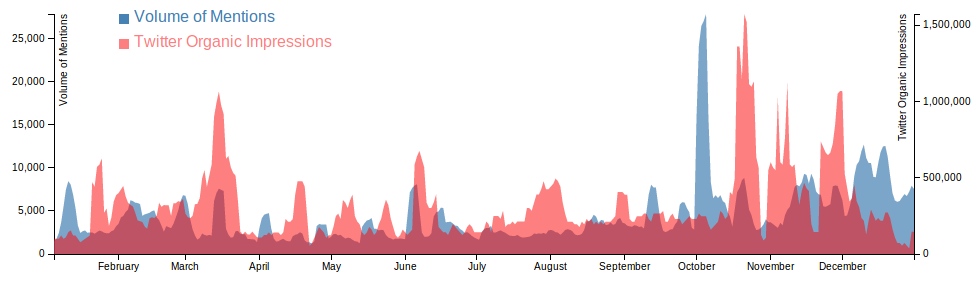 Volume of Mentions
Twitter Organic Impressions
Volume of Mentions
25,000
20,000
15,000
10,000
5,000
0
Twitter Organic Impressions
1,500,000
1,000,000
500,000
0
February March April May June July August September October November December